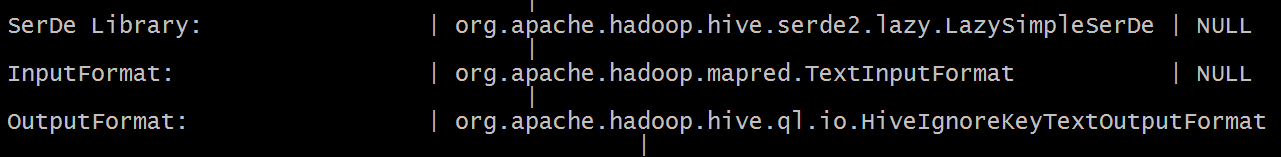 |
SerDe Library: | org.apache.hadoop.hive.serde2.lazy.LazySimpleSerDe | NULL
|
InputFormat: | org.apache.hadoop.mapred.TextInputFormat | NULL
|
OutputFormat: | org.apache.hadoop.hive.ql.io.HiveIgnoreKeyTextOutputFormat
|